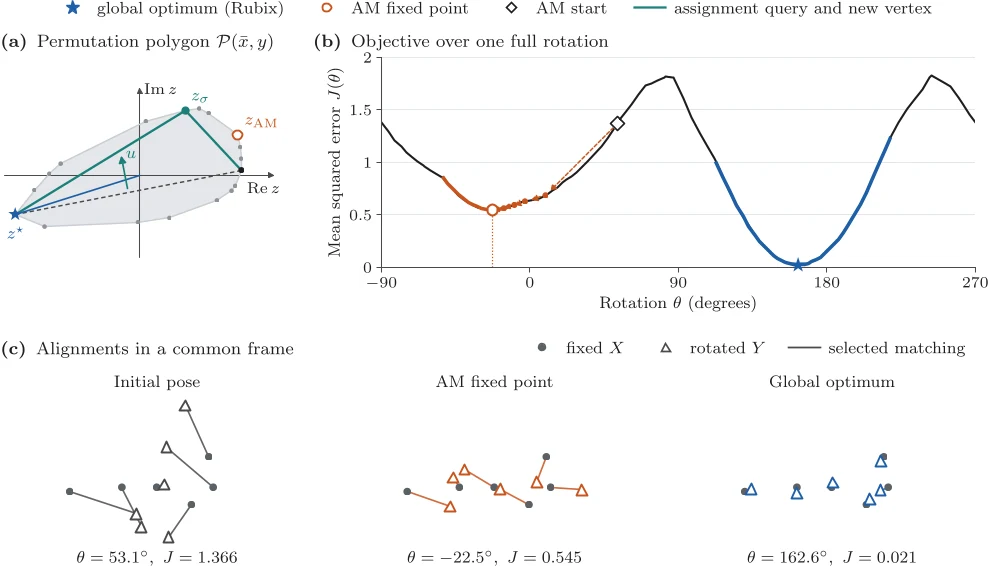 global optimum (Rubix) AM fixed point AM start assignment query and new vertex
(a) Permutation polygon P(x̄, y)
Im z
z_σ
z_AM
u
Re z
z⋆
(b) Objective over one full rotation
Mean squared error J(θ)
2
1.5
1
0.5
0
−90 0 90 180 270
Rotation θ (degrees)
(c) Alignments in a common frame
fixed X rotated Y selected matching
Initial pose AM fixed point Global optimum
θ = 53.1°, J = 1.366 θ = −22.5°, J = 0.545 θ = 162.6°, J = 0.021